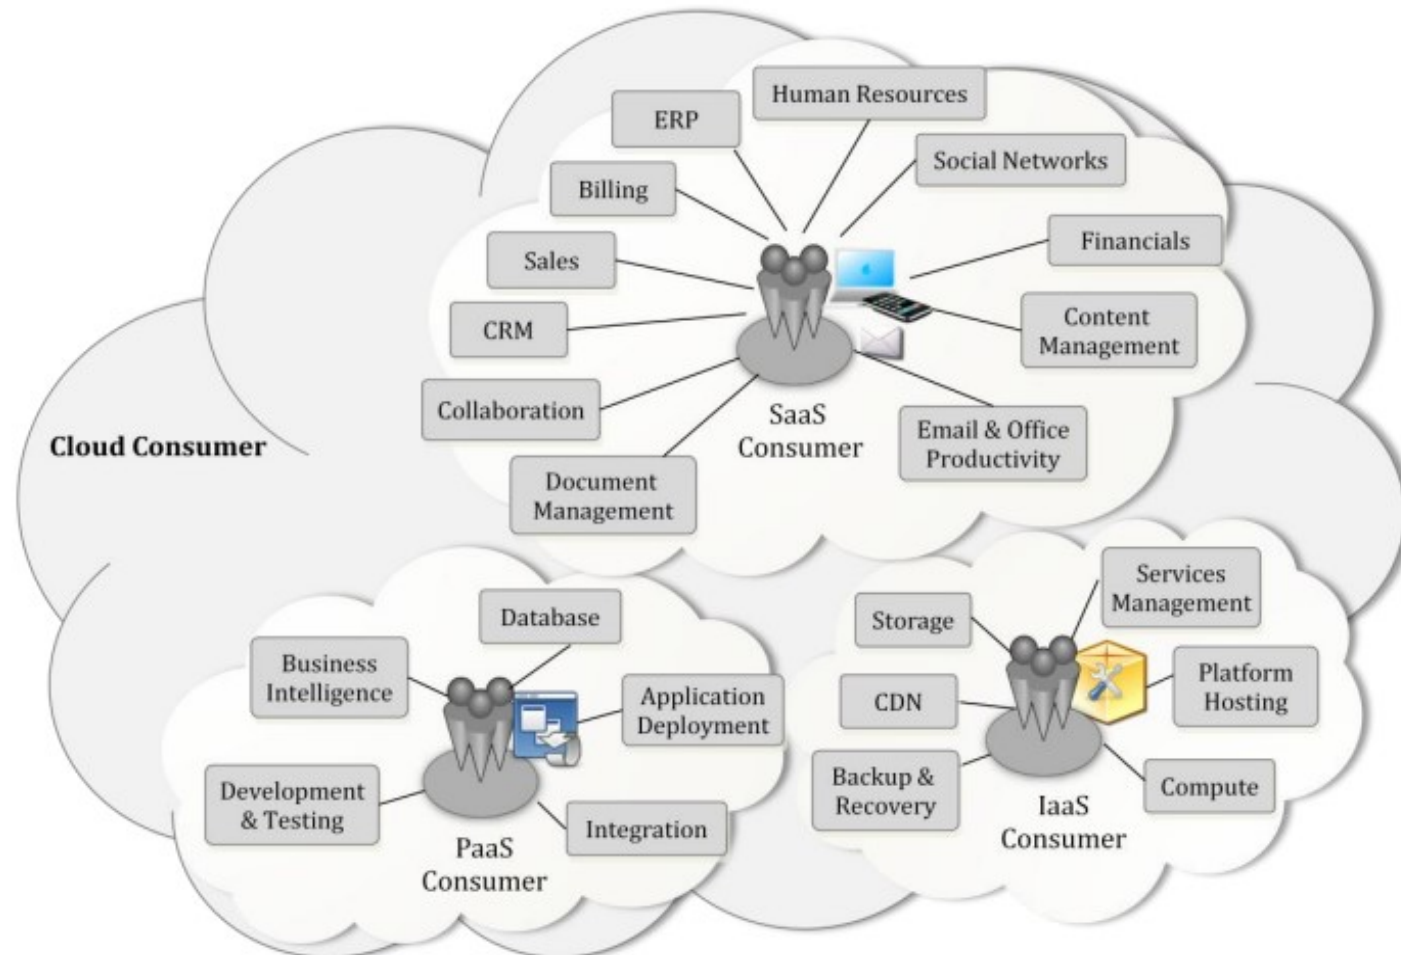 Human Resources
ERP
Social Networks
Billing
Financials
Sales
Content
Management
CRM
Collaboration
SaaS
Consumer
Email & Office
Productivity
Cloud Consumer
Document
Management
Database
Business
Intelligence
Application
Deployment
Development
& Testing
Integration
PaaS
Consumer
Services
Management
Storage
Platform
Hosting
CDN
Backup &
Recovery
Compute
IaaS
Consumer